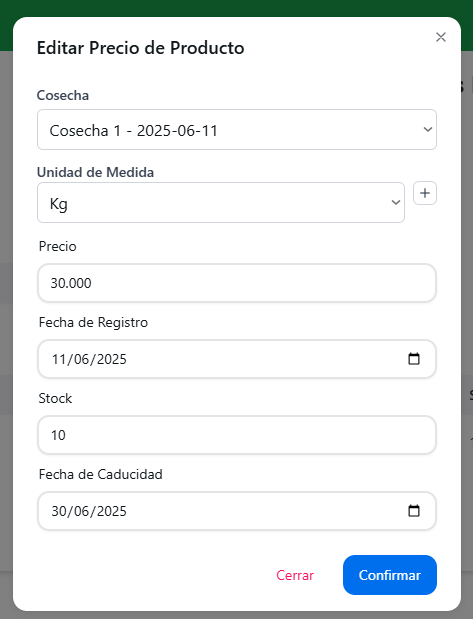 Editar Precio de Producto
Cosecha
Cosecha 1 - 2025-06-11
Unidad de Medida
Kg
Precio
30.000
Fecha de Registro
11/06/2025
Stock
10
Fecha de Caducidad
30/06/2025
Cerrar
Confirmar